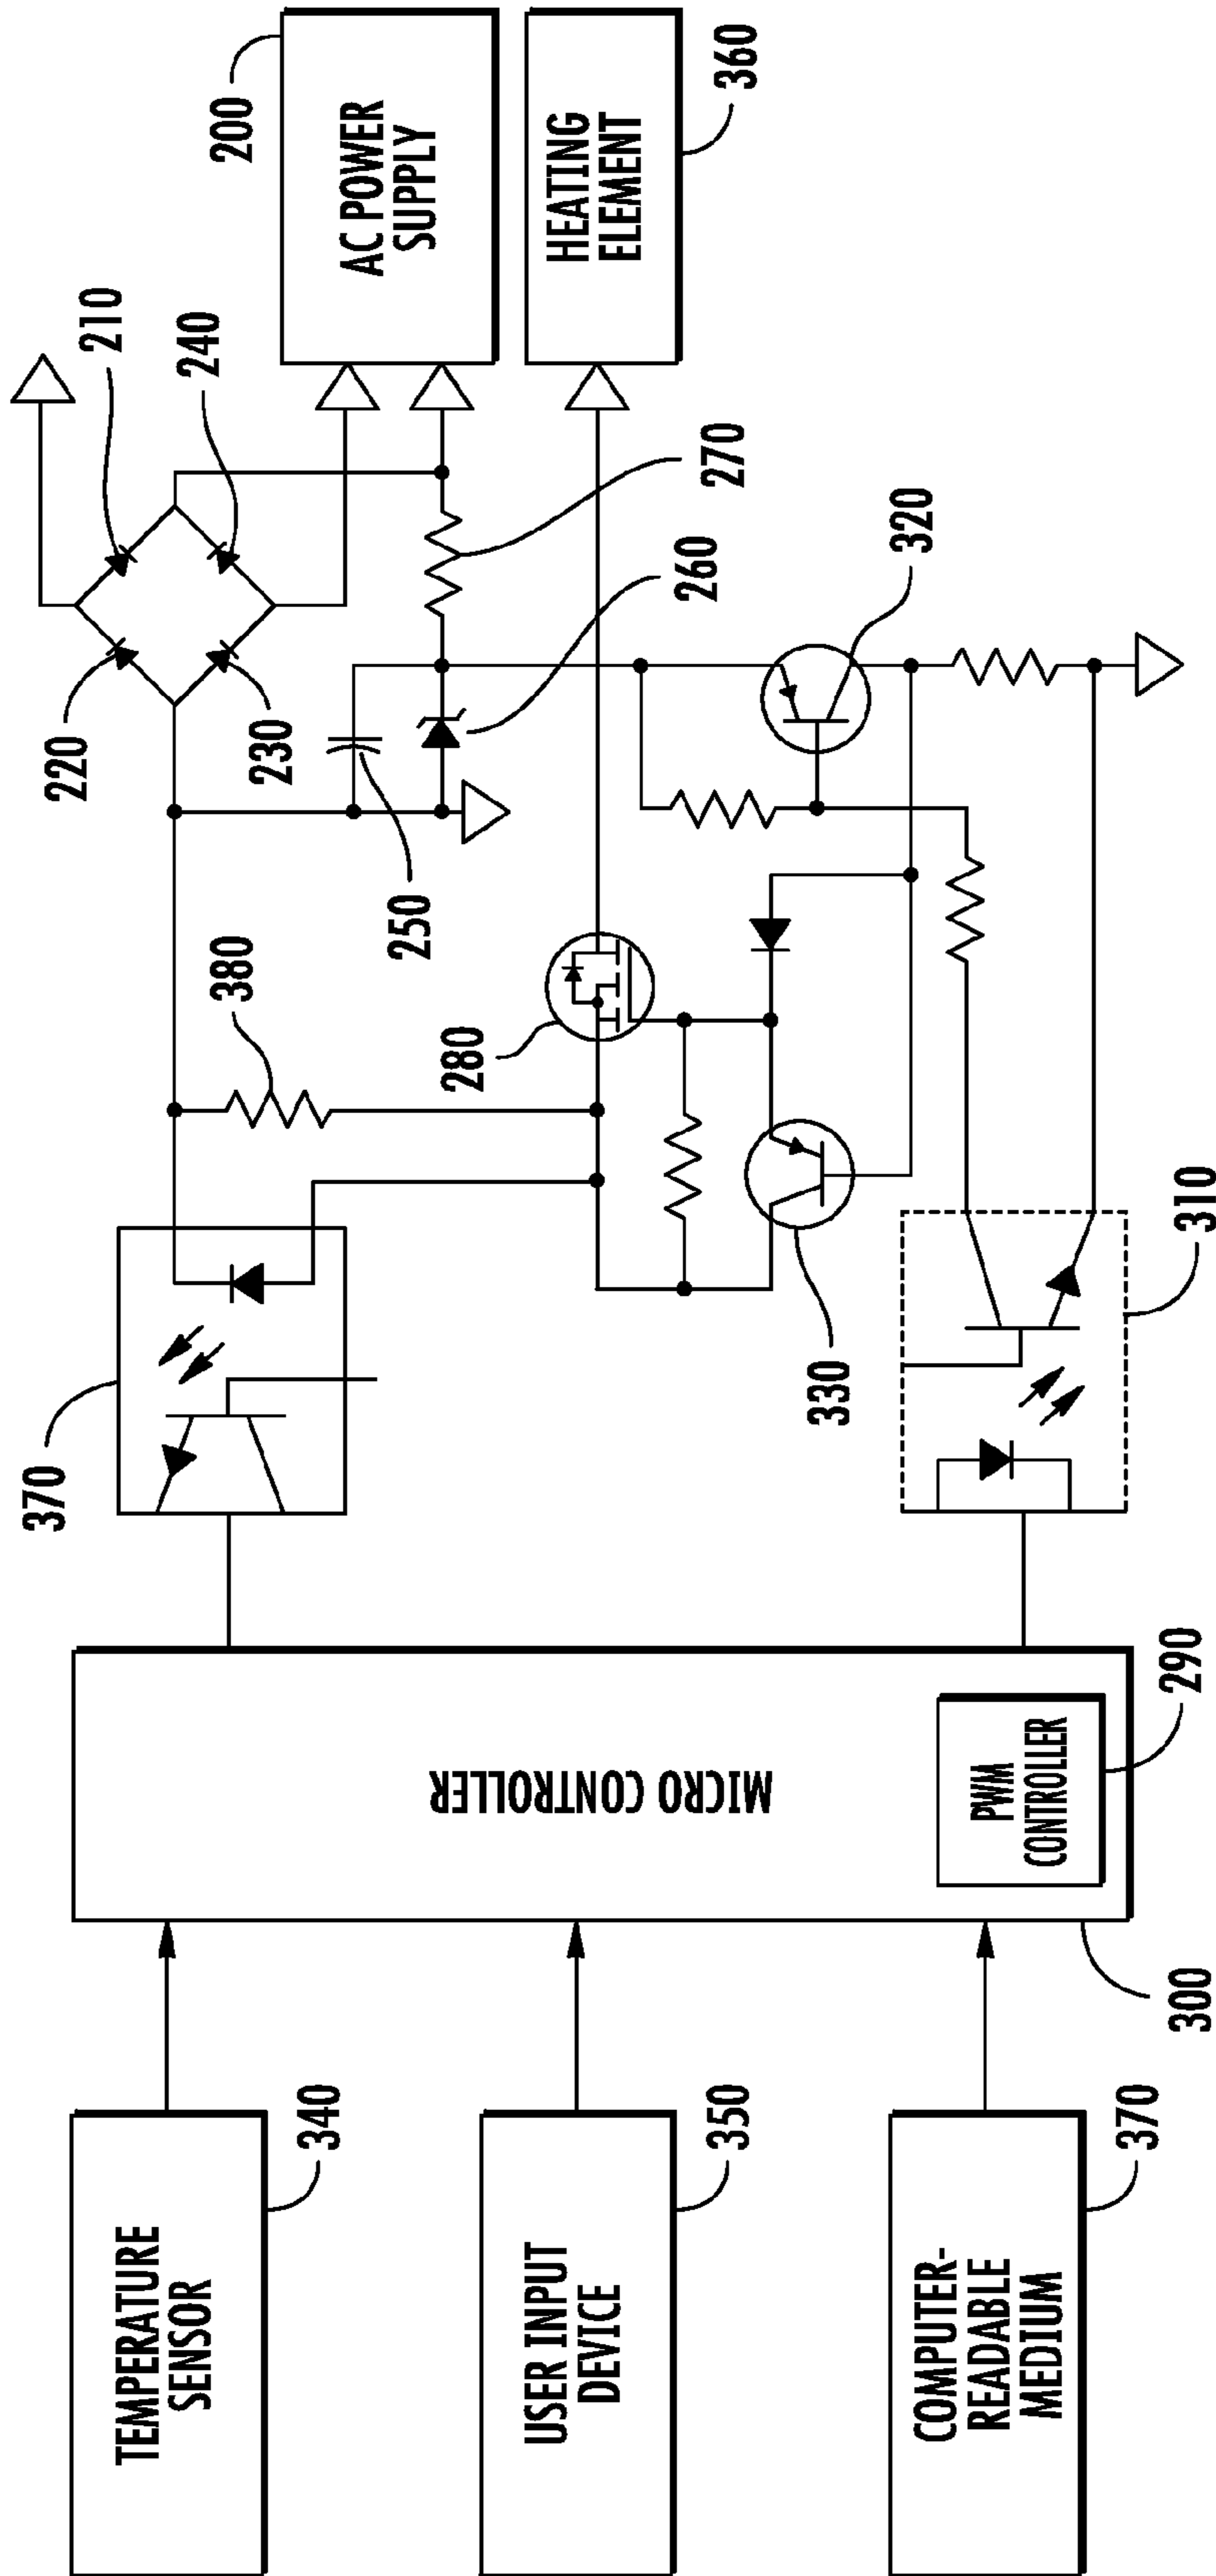 TEMPERATURE
SENSOR
340
USER INPUT
DEVICE
350
COMPUTER-
READABLE
MEDIUM
370
300
MICRO CONTROLLER
PWM
CONTROLLER
290
370
310
330
380
280
250
220
230
210
240
260
270
320
200
AC POWER
SUPPLY
HEATING
ELEMENT
360